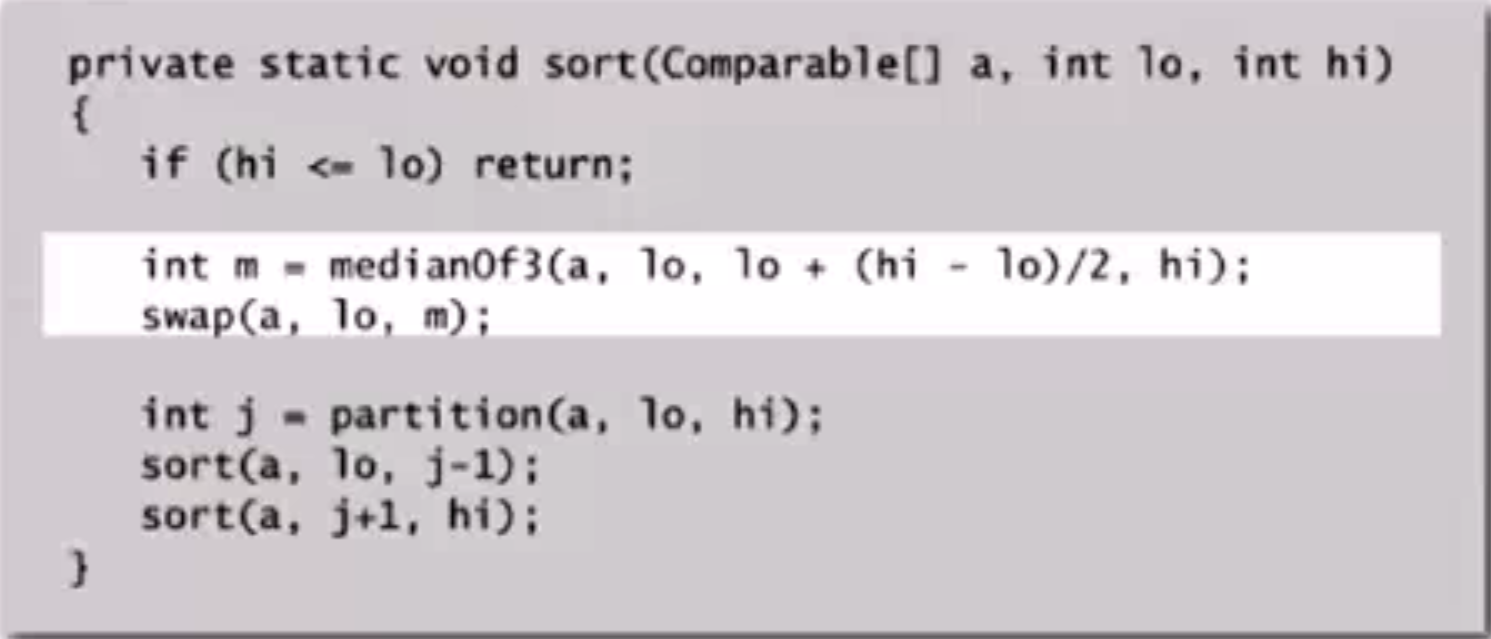 private static void sort(Comparable[] a, int lo, int hi)
{
if (hi <= lo) return;
int m = medianOf3(a, lo, lo + (hi - lo)/2, hi);
swap(a, lo, m);
int j = partition(a, lo, hi);
sort(a, lo, j-1);
sort(a, j+1, hi);
}